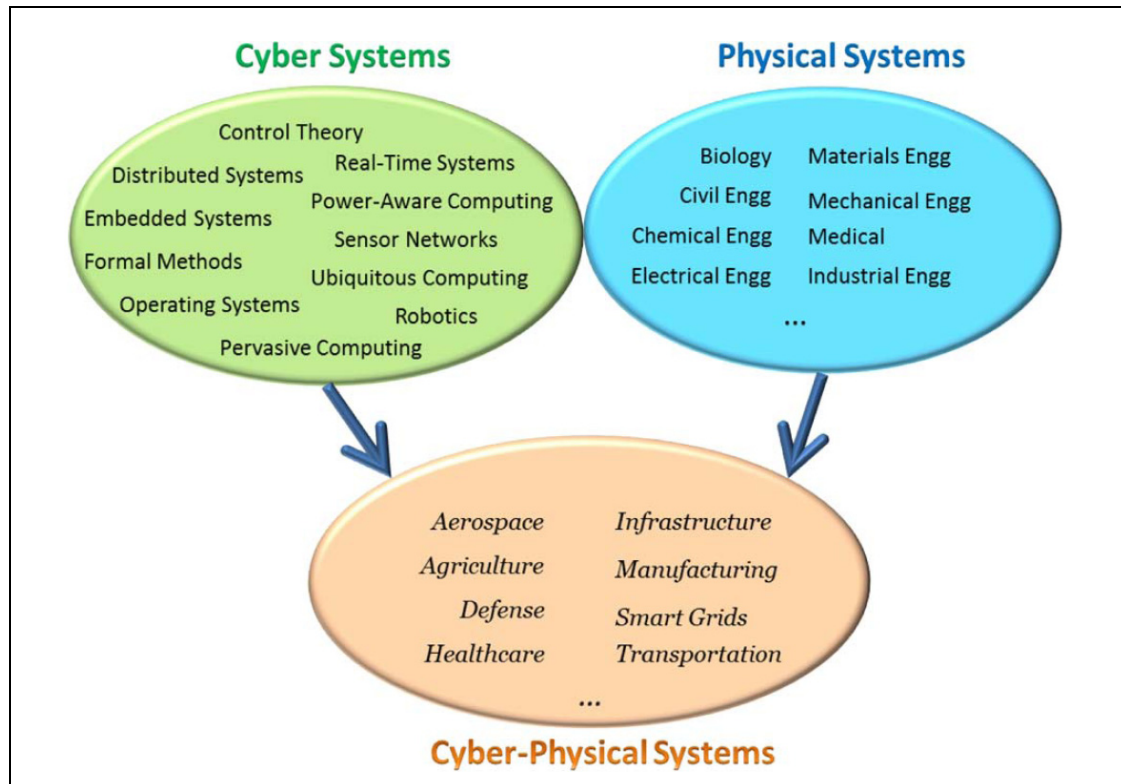 Cyber Systems
Physical Systems
Control Theory
Real-Time Systems
Distributed Systems
Power-Aware Computing
Embedded Systems
Sensor Networks
Formal Methods
Ubiquitous Computing
Operating Systems
Robotics
Pervasive Computing
Biology
Materials Engg
Civil Engg
Mechanical Engg
Chemical Engg
Medical
Electrical Engg
Industrial Engg
...
Aerospace
Infrastructure
Agriculture
Manufacturing
Defense
Smart Grids
Healthcare
Transportation
...
Cyber-Physical Systems